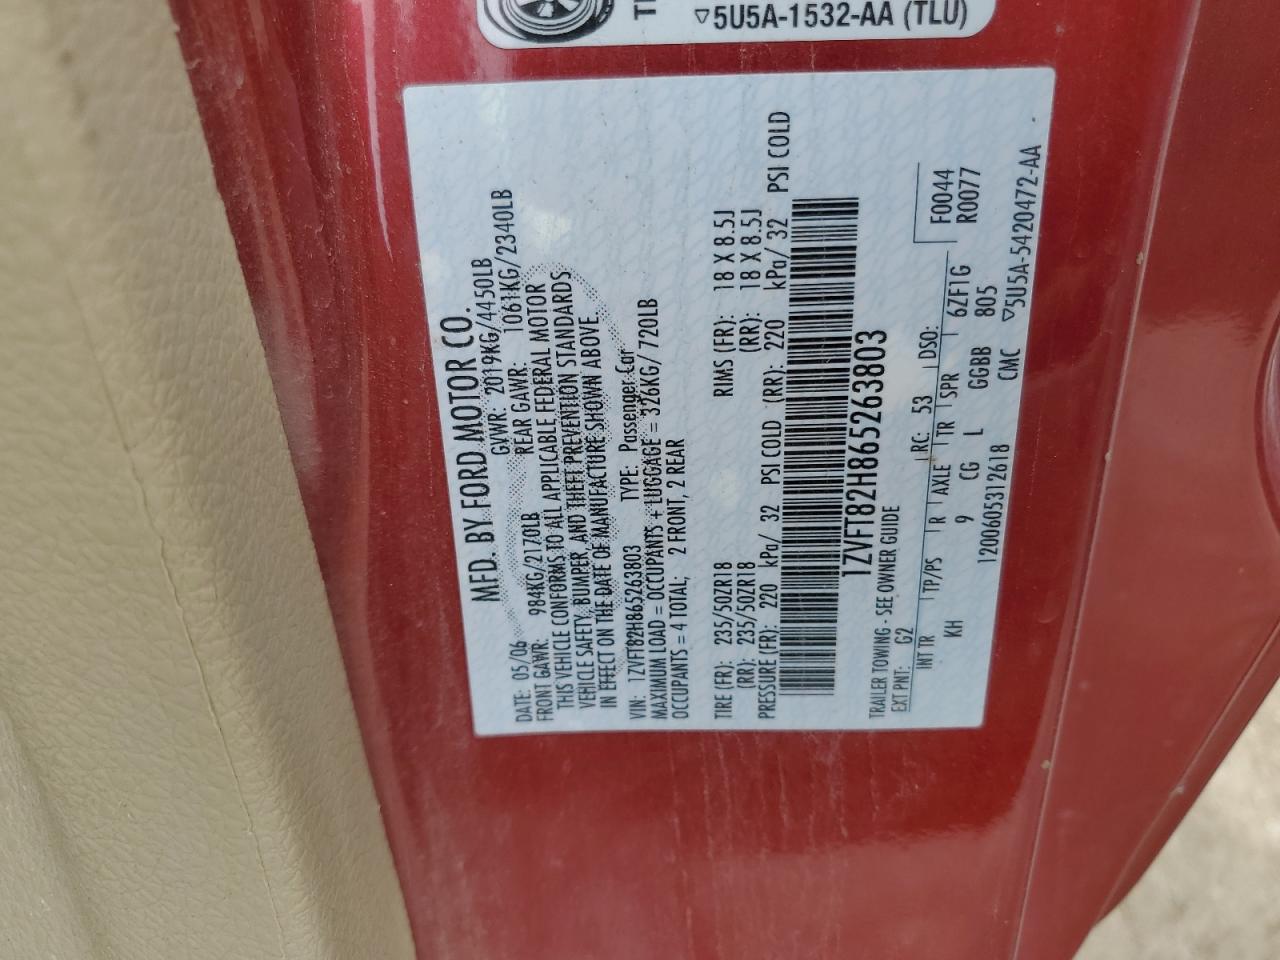 ▽5U5A-1532-AA (TLU)
MFD. BY FORD MOTOR CO.
DATE: 05/06 GVWR: 2019KG/4450LB
FRONT GAWR: 984KG/2170LB REAR GAWR: 1061KG/2340LB
THIS VEHICLE CONFORMS TO ALL APPLICABLE FEDERAL MOTOR
VEHICLE SAFETY, BUMPER, AND THEFT PREVENTION STANDARDS
IN EFFECT ON THE DATE OF MANUFACTURE SHOWN ABOVE.
VIN: 1ZVFT82H865263803 TYPE: Passenger Car
MAXIMUM LOAD = OCCUPANTS + LUGGAGE = 326KG/ 720LB
OCCUPANTS = 4 TOTAL; 2 FRONT, 2 REAR
TIRE (FR): 235/50ZR18 RIMS (FR): 18 X 8.5J
(RR): 235/50ZR18 (RR): 18 X 8.5J
PRESSURE (FR): 220 kPa/ 32 PSI COLD (RR): 220 kPa/ 32 PSI COLD
1ZVFT82H865263803
TRAILER TOWING - SEE OWNER GUIDE
EXT PNT: G2 RC: 53 DSO: F0044
INT TR TP/PS R AXLE TR SPR 6ZF1G R0077
KH 9 CG L GGBB 805
1200605312618 CMC ▽5U5A-5420472-AA